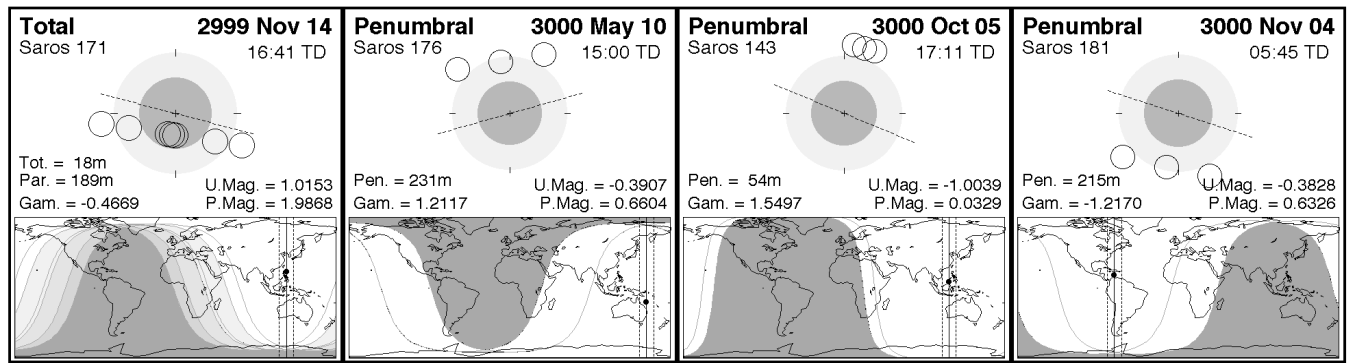 Total 2999 Nov 14
Saros 171 16:41 TD
Tot. = 18m
Par. = 189m U.Mag. = 1.0153
Gam. = -0.4669 P.Mag. = 1.9868
Penumbral 3000 May 10
Saros 176 15:00 TD
Pen. = 231m U.Mag. = -0.3907
Gam. = 1.2117 P.Mag. = 0.6604
Penumbral 3000 Oct 05
Saros 143 17:11 TD
Pen. = 54m U.Mag. = -1.0039
Gam. = 1.5497 P.Mag. = 0.0329
Penumbral 3000 Nov 04
Saros 181 05:45 TD
Pen. = 215m U.Mag. = -0.3828
Gam. = -1.2170 P.Mag. = 0.6326